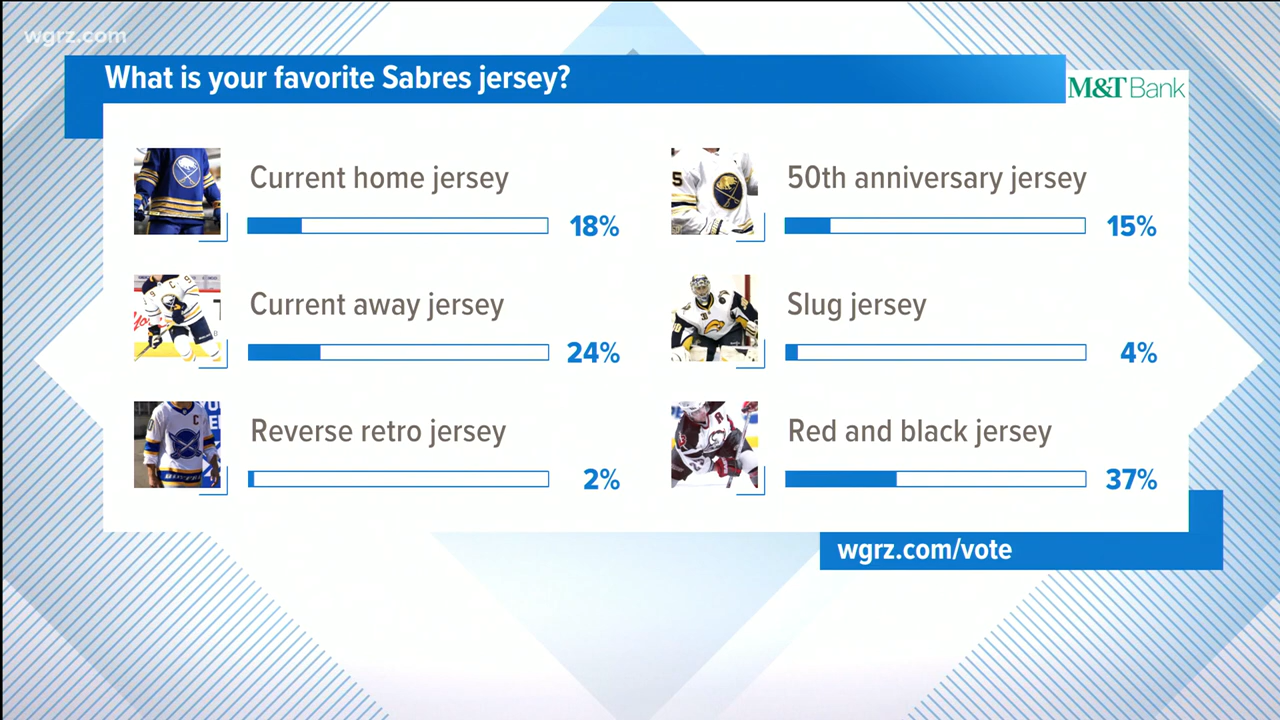 wgrz.com
What is your favorite Sabres jersey?
M&T Bank
Current home jersey
18%
50th anniversary jersey
15%
Current away jersey
24%
Slug jersey
4%
Reverse retro jersey
2%
Red and black jersey
37%
wgrz.com/vote